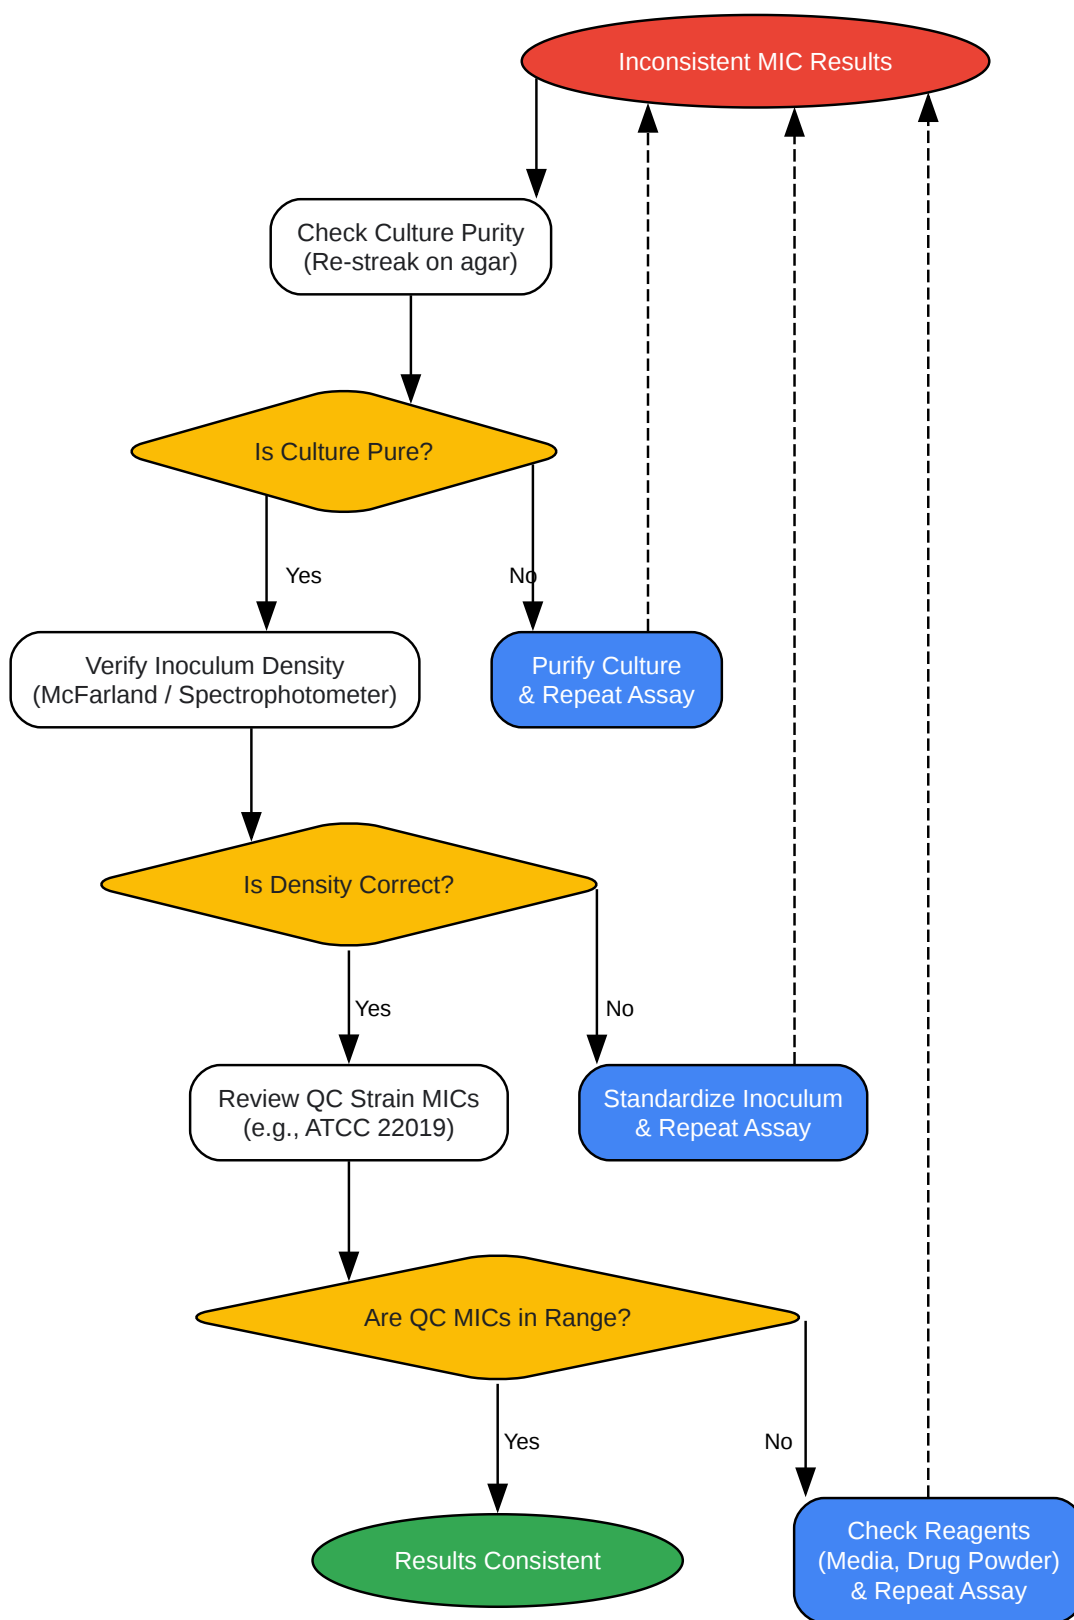 Inconsistent MIC Results
Check Culture Purity
(Re-streak on agar)
Is Culture Pure?
Yes
No
Verify Inoculum Density
(McFarland / Spectrophotometer)
Purify Culture
& Repeat Assay
Is Density Correct?
Yes
No
Review QC Strain MICs
(e.g., ATCC 22019)
Standardize Inoculum
& Repeat Assay
Are QC MICs in Range?
Yes
No
Results Consistent
Check Reagents
(Media, Drug Powder)
& Repeat Assay